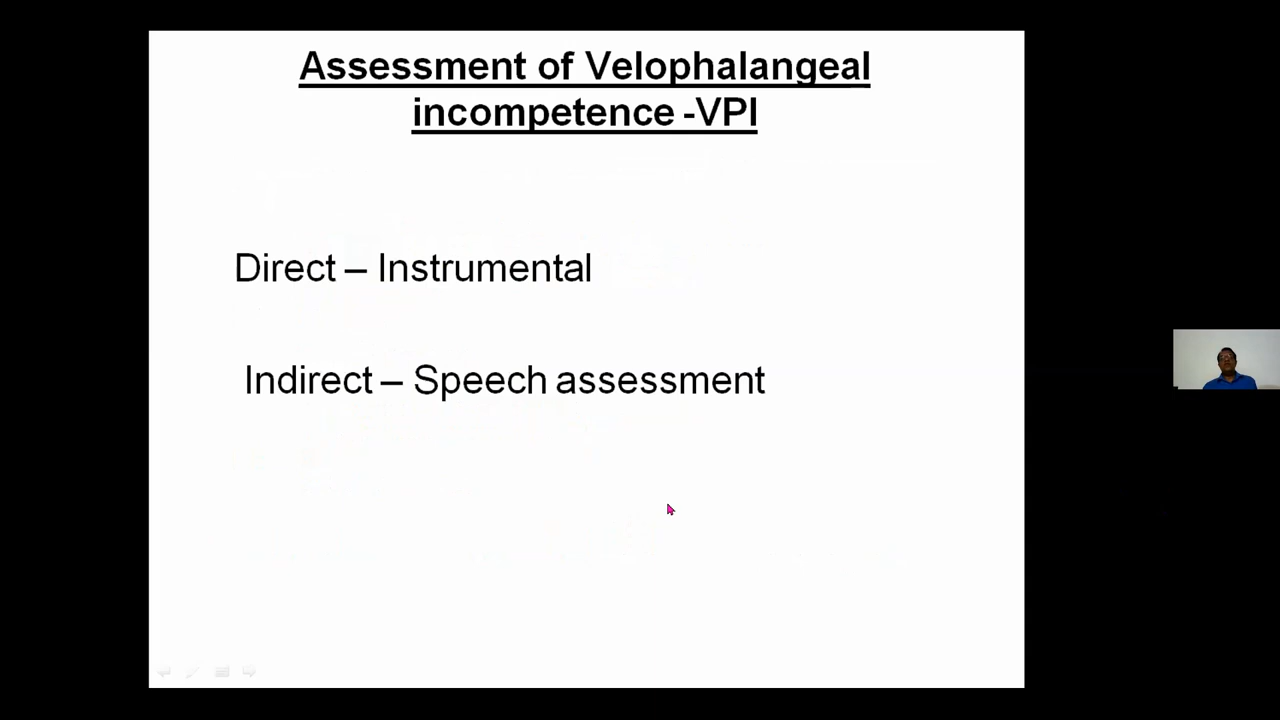 Assessment of Velophalangeal
incompetence -VPI
Direct – Instrumental
Indirect – Speech assessment